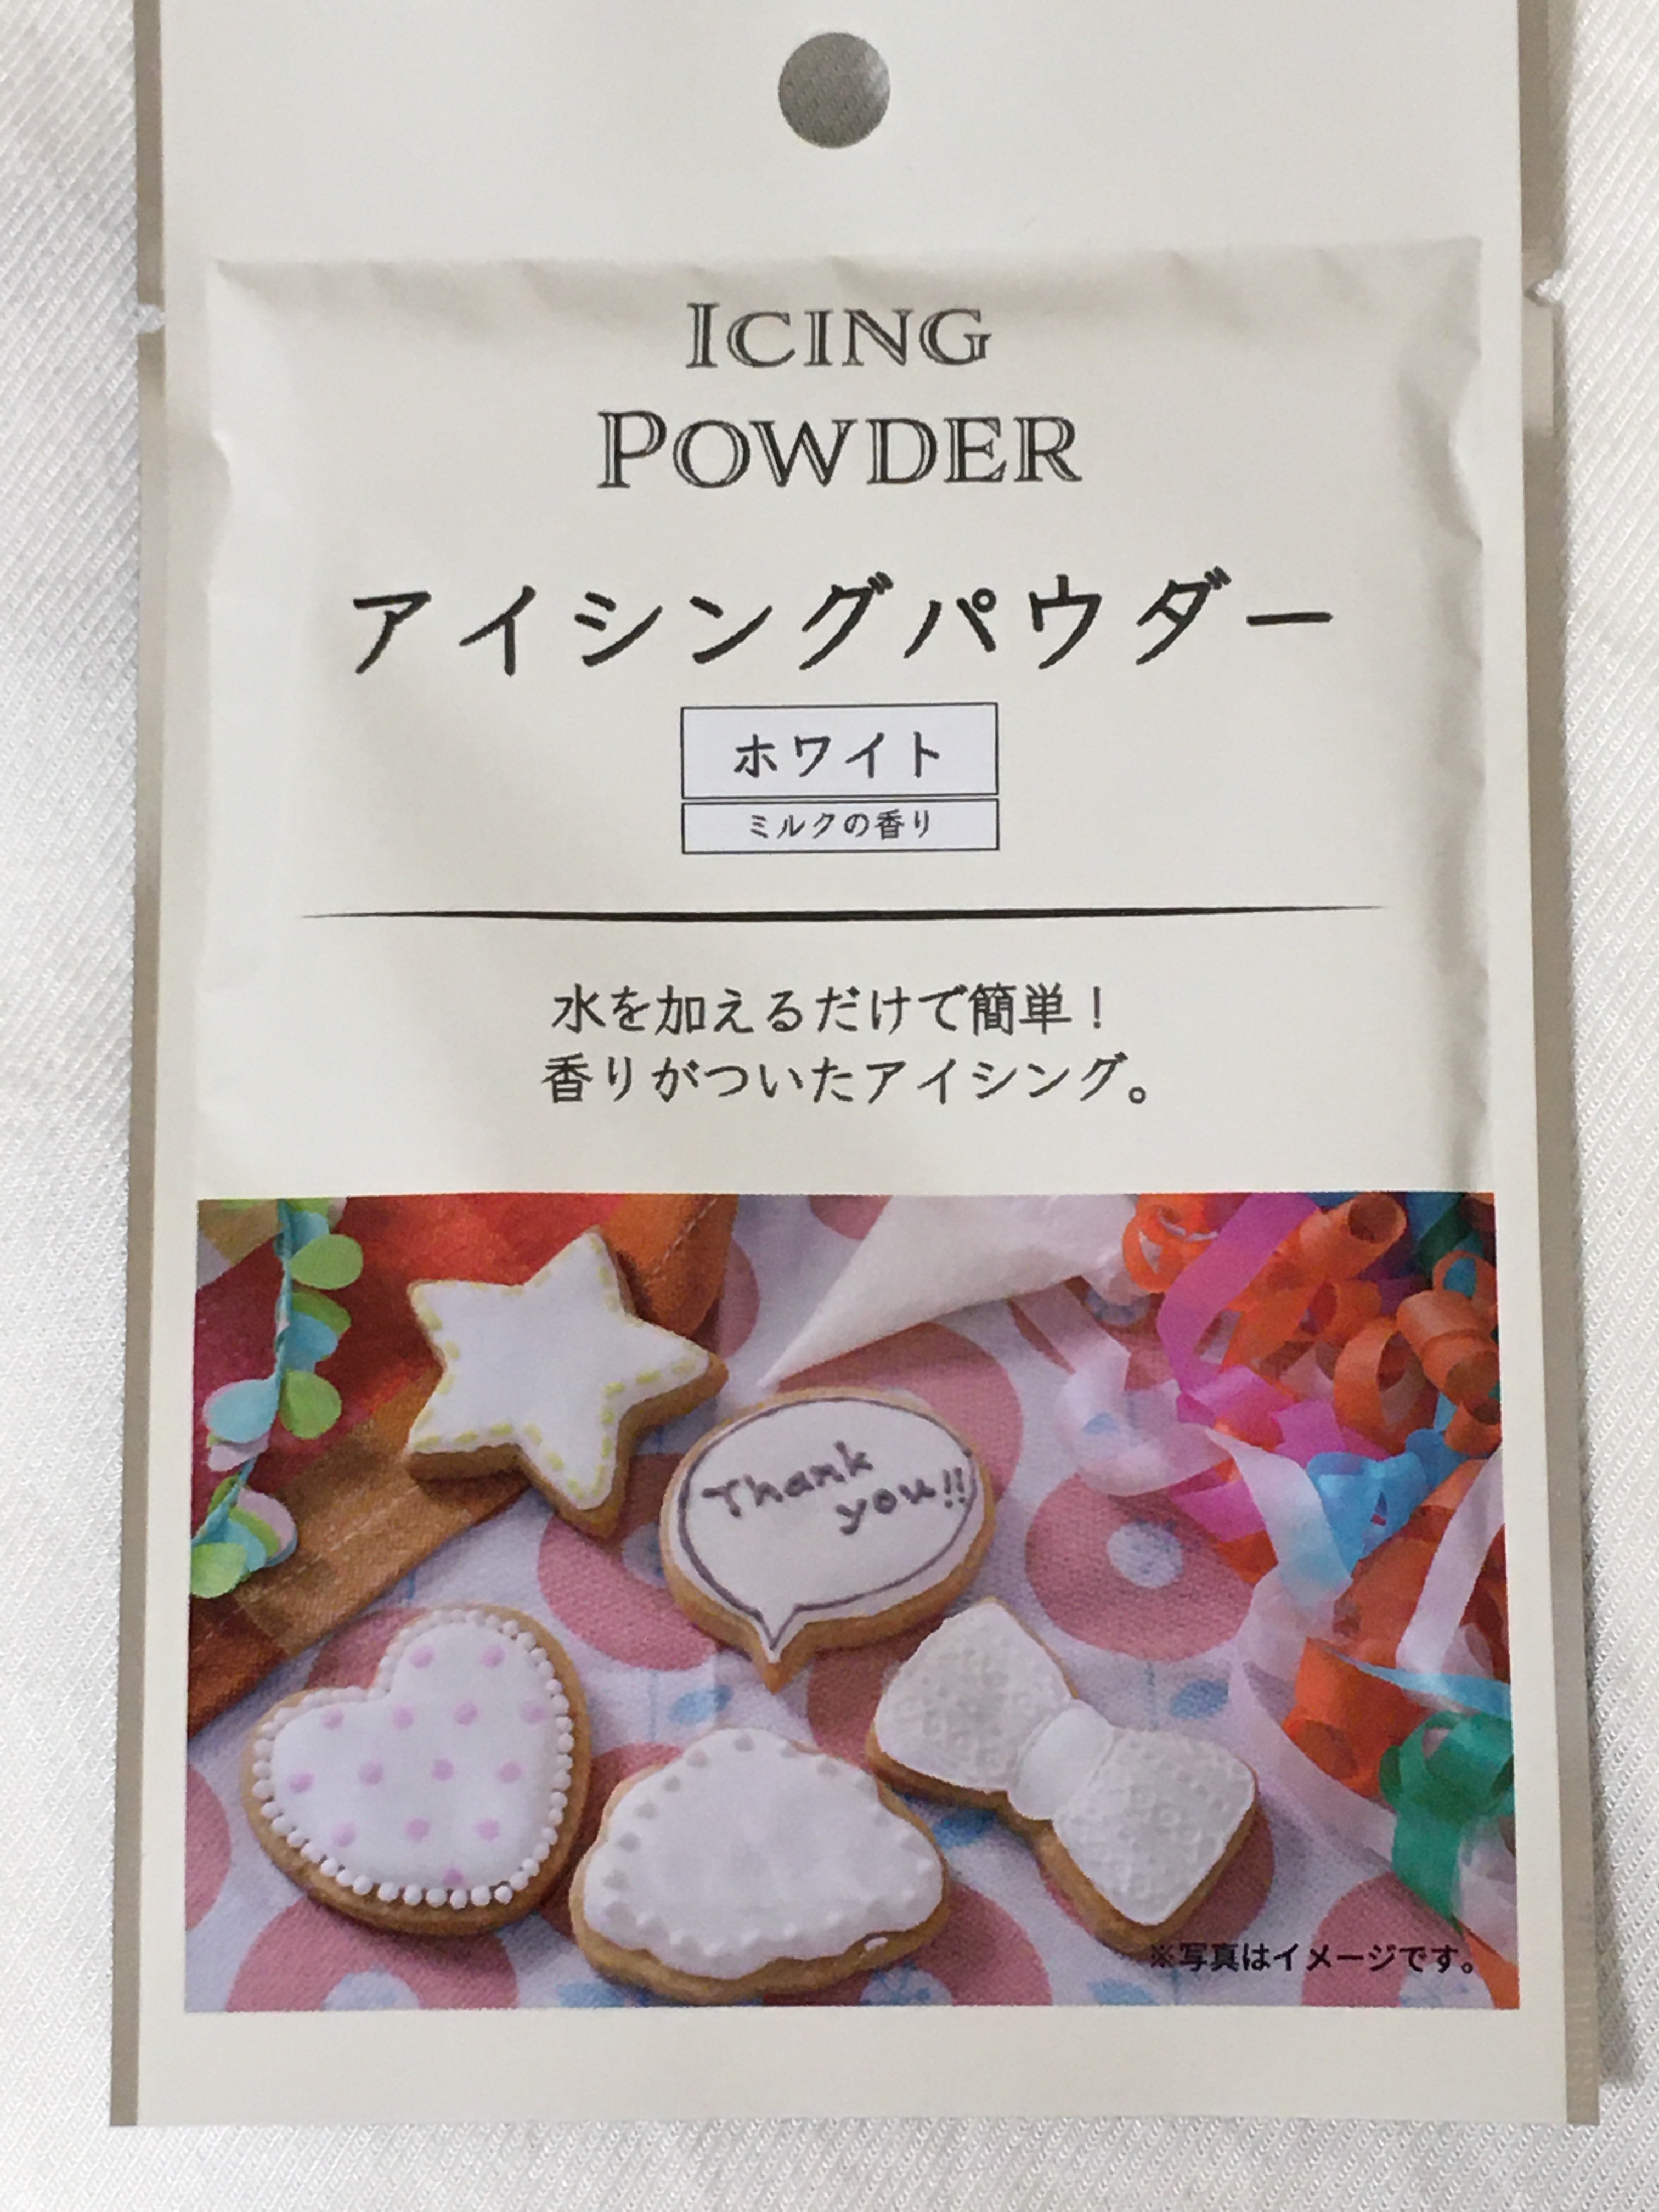 ICING
POWDER
アイシングパウダー
ホワイト
ミルクの香り
水を加えるだけで簡単！
香りがついたアイシング。
Thank
you!!
※写真はイメージです。